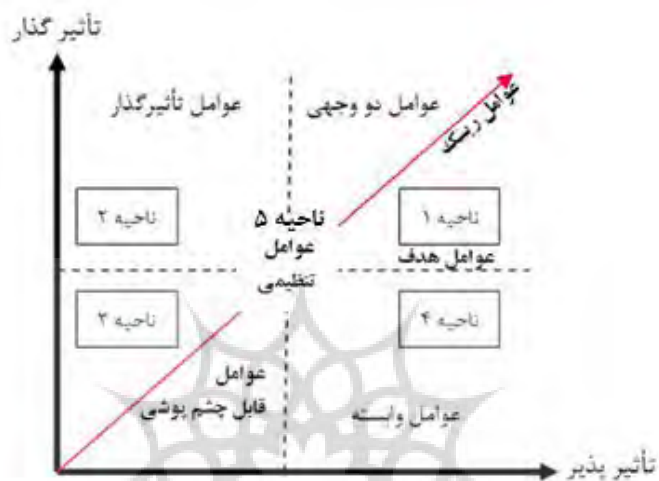 تأثیر گذار
عوامل دو وجهی
عوامل تأثیرگذار
عوامل ریسک
ناحیه ۱
ناحیه ۲
ناحیه ۵
عوامل
تنظیمی
عوامل هدف
ناحیه ۴
ناحیه ۳
عوامل
قابل چشم پوشی
عوامل وابسته
تأثیر پذیر